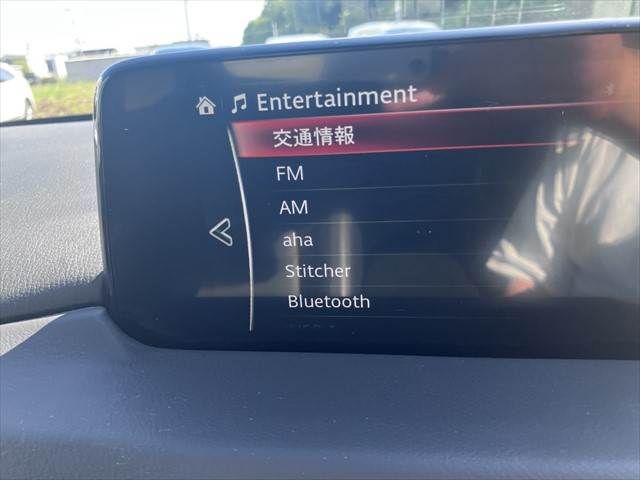 Entertainment
交通情報
FM
AM
aha
Stitcher
Bluetooth